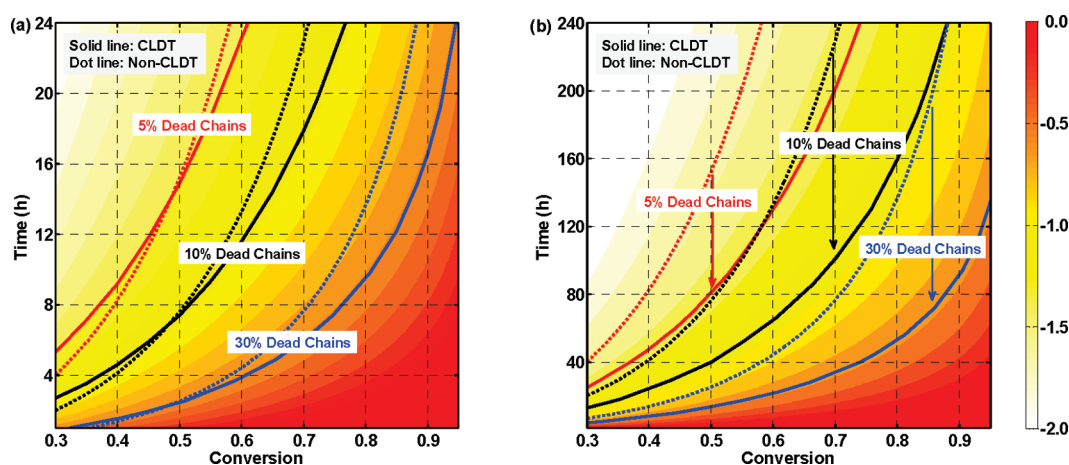 (a)
Solid line: CLDT
Dot line: Non-CLDT
5% Dead Chains
10% Dead Chains
30% Dead Chains
Time (h)
24
20
16
12
8
4
0.3 0.4 0.5 0.6 0.7 0.8 0.9
Conversion
(b)
Solid line: CLDT
Dot line: Non-CLDT
10% Dead Chains
5% Dead Chains
30% Dead Chains
Time (h)
240
200
160
120
80
40
0.3 0.4 0.5 0.6 0.7 0.8 0.9
Conversion
0.0
-0.5
-1.0
-1.5
-2.0